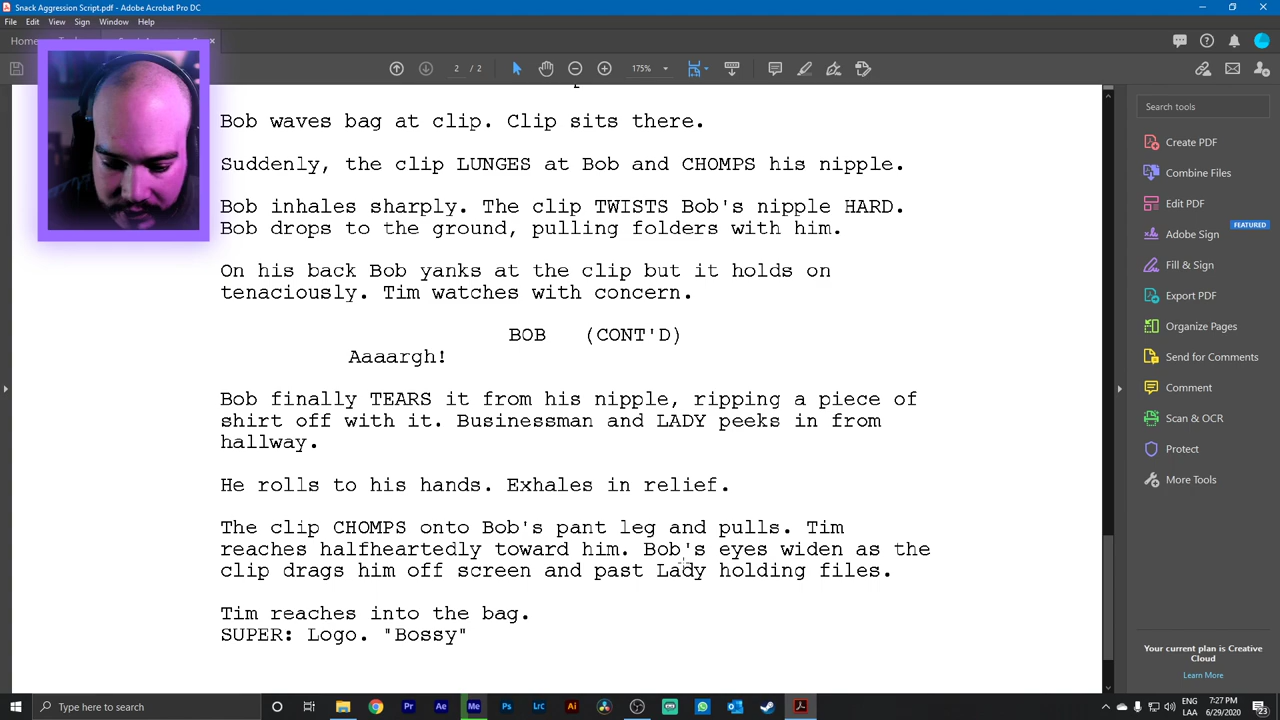 Snack Aggression Script.pdf - Adobe Acrobat Pro DC
File Edit View Sign Window Help
Home
2 / 2 175%
Search tools
Bob waves bag at clip. Clip sits there.
Suddenly, the clip LUNGES at Bob and CHOMPS his nipple.
Bob inhales sharply. The clip TWISTS Bob's nipple HARD.
Bob drops to the ground, pulling folders with him.
On his back Bob yanks at the clip but it holds on
tenaciously. Tim watches with concern.
BOB (CONT'D)
Aaaargh!
Bob finally TEARS it from his nipple, ripping a piece of
shirt off with it. Businessman and LADY peeks in from
hallway.
He rolls to his hands. Exhales in relief.
The clip CHOMPS onto Bob's pant leg and pulls. Tim
reaches halfheartedly toward him. Bob's eyes widen as the
clip drags him off screen and past Lady holding files.
Tim reaches into the bag.
SUPER: Logo. "Bossy"
Create PDF
Combine Files
Edit PDF
Adobe Sign
FEATURED
Fill & Sign
Export PDF
Organize Pages
Send for Comments
Comment
Scan & OCR
Protect
More Tools
Your current plan is Creative
Cloud
Learn More
Type here to search
Pr Ae Me Ps Lrc Ai
ENG
LAA
7:27 PM
6/29/2020
23